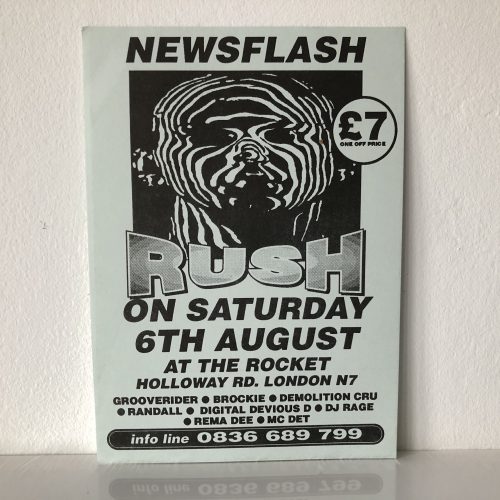 NEWSFLASH
£7
ONE OFF PRICE
RUSH
ON SATURDAY
6TH AUGUST
AT THE ROCKET
HOLLOWAY RD. LONDON N7
GROOVERIDER ● BROCKIE ● DEMOLITION CRU
● RANDALL ● DIGITAL DEVIOUS D ● DJ RAGE
● REMA DEE ● MC DET
info line 0836 689 799